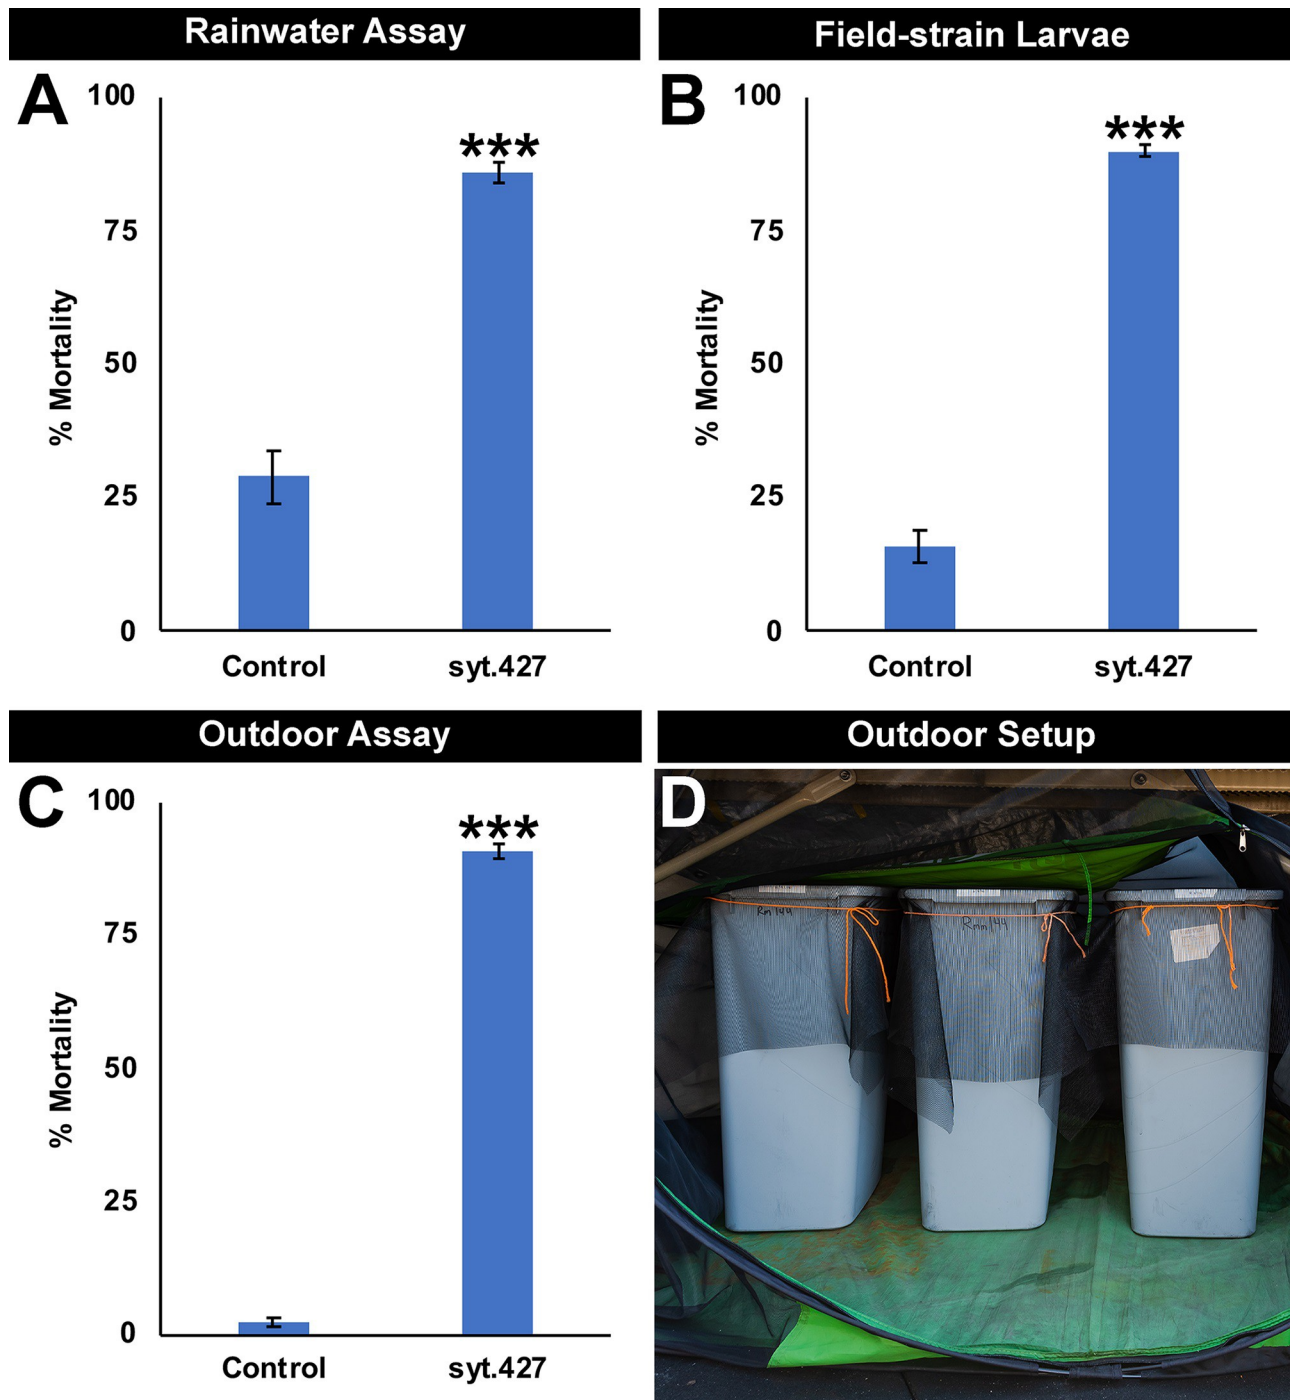 Rainwater Assay
A
100
75
50
25
0
% Mortality
***
Control
syt.427
Field-strain Larvae
B
100
75
50
25
0
% Mortality
***
Control
syt.427
Outdoor Assay
C
100
75
50
25
0
% Mortality
***
Control
syt.427
Outdoor Setup
D